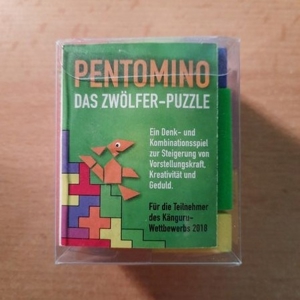 PENTOMINO
DAS ZWÖLFER-PUZZLE
Ein Denk- und
Kombinationsspiel
zur Steigerung von
Vorstellungskraft,
Kreativität und
Geduld.
Für die Teilnehmer
des Känguru-
Wettbewerbs 2010